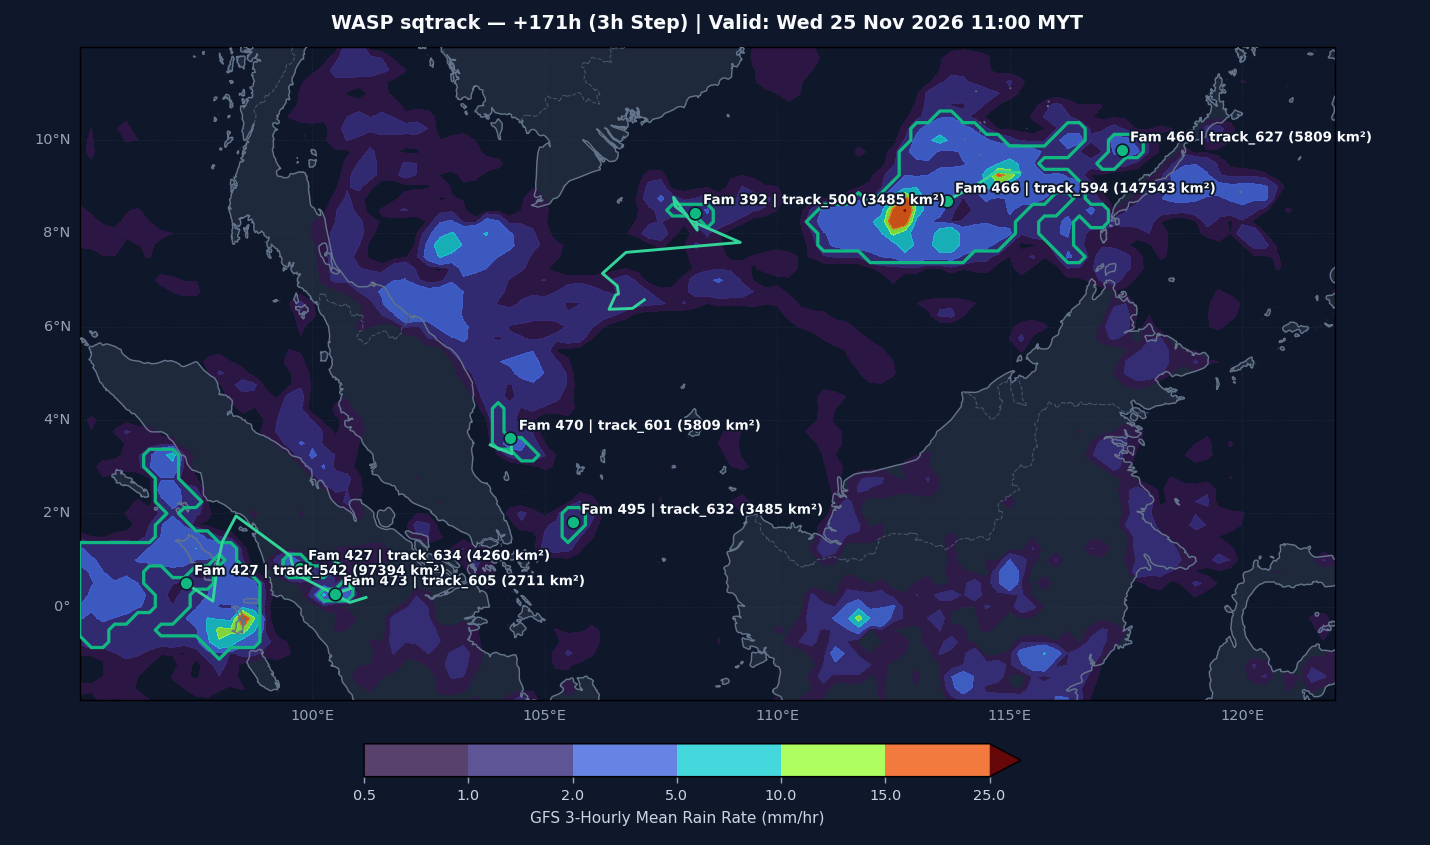 WASP sqtrack — +171h (3h Step) | Valid: Wed 25 Nov 2026 11:00 MYT
10°N
Fam 466 | track_627 (5809 km²)
Fam 466 | track_594 (147543 km²)
Fam 392 | track_500 (3485 km²)
8°N
6°N
4°N
Fam 470 | track_601 (5809 km²)
2°N
Fam 495 | track_632 (3485 km²)
Fam 427 | track_634 (4260 km²)
Fam 427 | track_542 (97394 km²)
Fam 473 | track_605 (2711 km²)
0°
100°E 105°E 110°E 115°E 120°E
0.5 1.0 2.0 5.0 10.0 15.0 25.0
GFS 3-Hourly Mean Rain Rate (mm/hr)